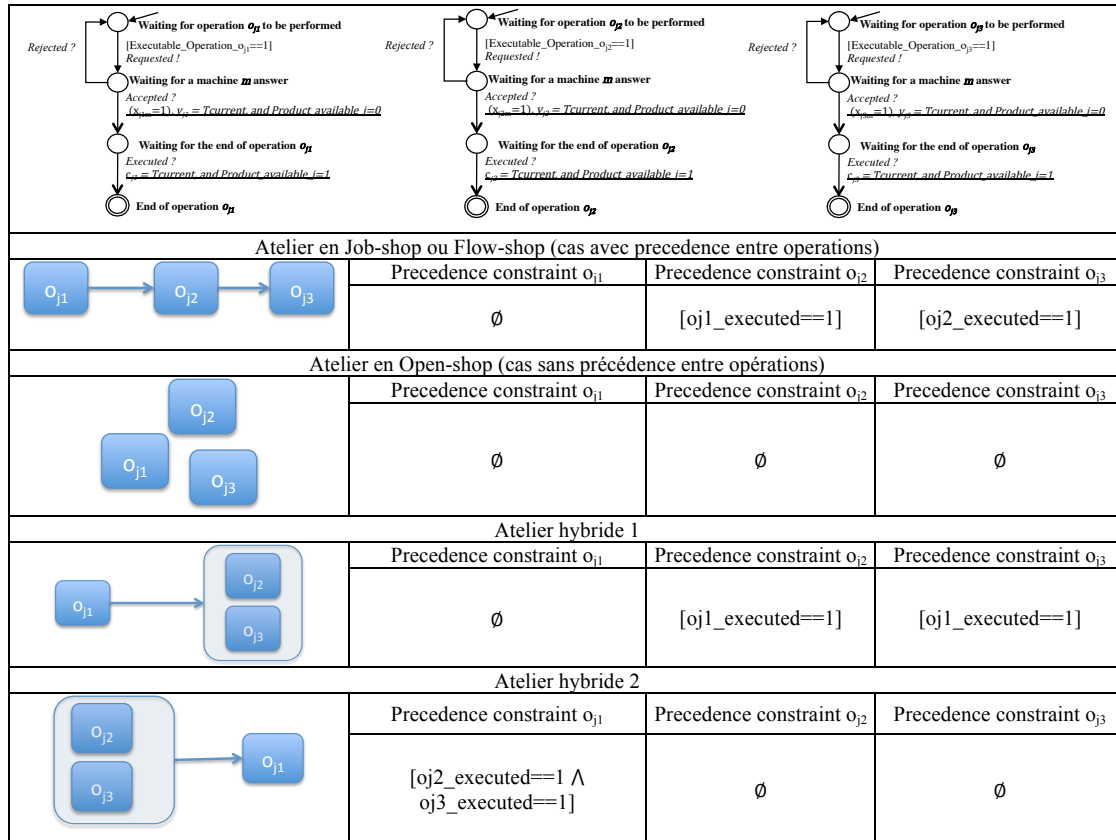 Waiting for operation oj1 to be performed
Rejected ?
[Executable_Operation_oj1==1]
Requested !
Waiting for a machine m answer
Accepted ?
(xj1m=1), yj1 = Tcurrent, and Product_available_j=0
Waiting for the end of operation oj1
Executed ?
cj1 = Tcurrent, and Product_available_j=1
End of operation oj1
Waiting for operation oj2 to be performed
Rejected ?
[Executable_Operation_oj2==1]
Requested !
Waiting for a machine m answer
Accepted ?
(xj2m=1), yj2 = Tcurrent, and Product_available_j=0
Waiting for the end of operation oj2
Executed ?
cj2 = Tcurrent, and Product_available_j=1
End of operation oj2
Waiting for operation oj3 to be performed
Rejected ?
[Executable_Operation_oj3==1]
Requested !
Waiting for a machine m answer
Accepted ?
(xj3m=1), yj3 = Tcurrent, and Product_available_j=0
Waiting for the end of operation oj3
Executed ?
cj3 = Tcurrent, and Product_available_j=1
End of operation oj3
Atelier en Job-shop ou Flow-shop (cas avec precedence entre operations)
oj1 oj2 oj3
Precedence constraint oj1 Precedence constraint oj2 Precedence constraint oj3
∅ [oj1_executed==1] [oj2_executed==1]
Atelier en Open-shop (cas sans précédence entre opérations)
Precedence constraint oj1 Precedence constraint oj2 Precedence constraint oj3
oj2
oj1
oj3
∅ ∅ ∅
Atelier hybride 1
Precedence constraint oj1 Precedence constraint oj2 Precedence constraint oj3
oj1
oj2
oj3
∅ [oj1_executed==1] [oj1_executed==1]
Atelier hybride 2
Precedence constraint oj1 Precedence constraint oj2 Precedence constraint oj3
oj2
oj3
oj1
[oj2_executed==1 Λ
oj3_executed==1]
∅ ∅